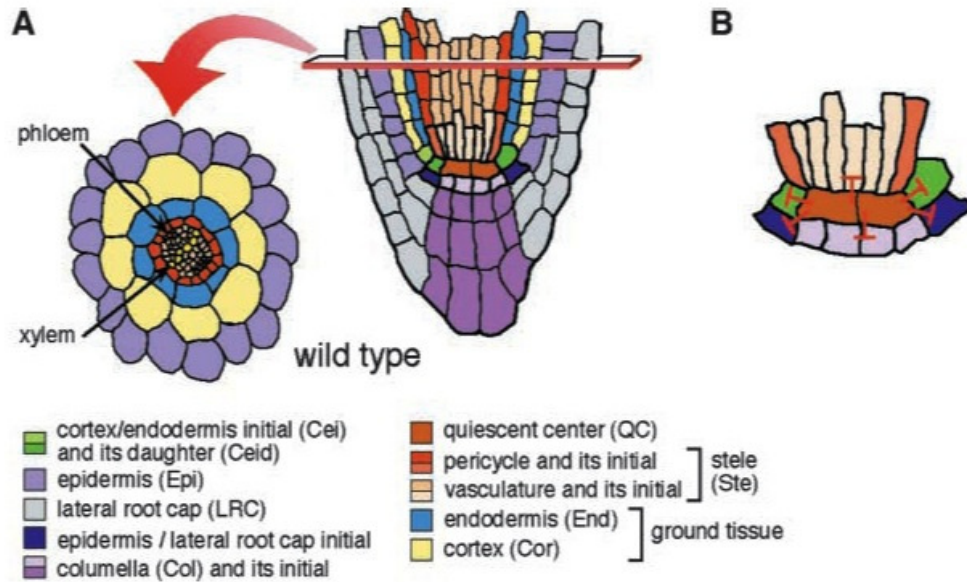 A
B
phloem
xylem
wild type
cortex/endodermis initial (Cei)
and its daughter (Ceid)
epidermis (Epi)
lateral root cap (LRC)
epidermis / lateral root cap initial
columella (Col) and its initial
quiescent center (QC)
pericycle and its initial
vasculature and its initial
stele
(Ste)
endodermis (End)
cortex (Cor)
ground tissue